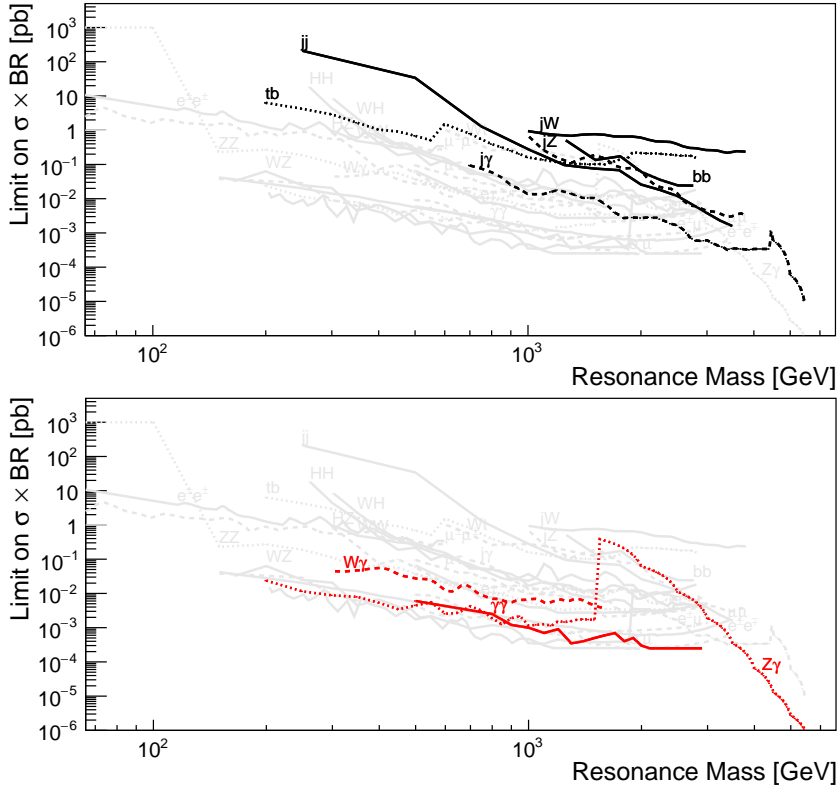 Limit on σ × BR [pb]
10³
10²
10
1
10⁻¹
10⁻²
10⁻³
10⁻⁴
10⁻⁵
10⁻⁶
jj
HH
tb
e±e±
WH
jW
jZ
ZZ
WZ
Wγ
jγ
bb
γγ
Zγ
10² 10³
Resonance Mass [GeV]
Limit on σ × BR [pb]
10³
10²
10
1
10⁻¹
10⁻²
10⁻³
10⁻⁴
10⁻⁵
10⁻⁶
jj
HH
tb
e±e±
WH
jW
jZ
ZZ
WZ
Wγ
jγ
bb
γγ
Zγ
10² 10³
Resonance Mass [GeV]